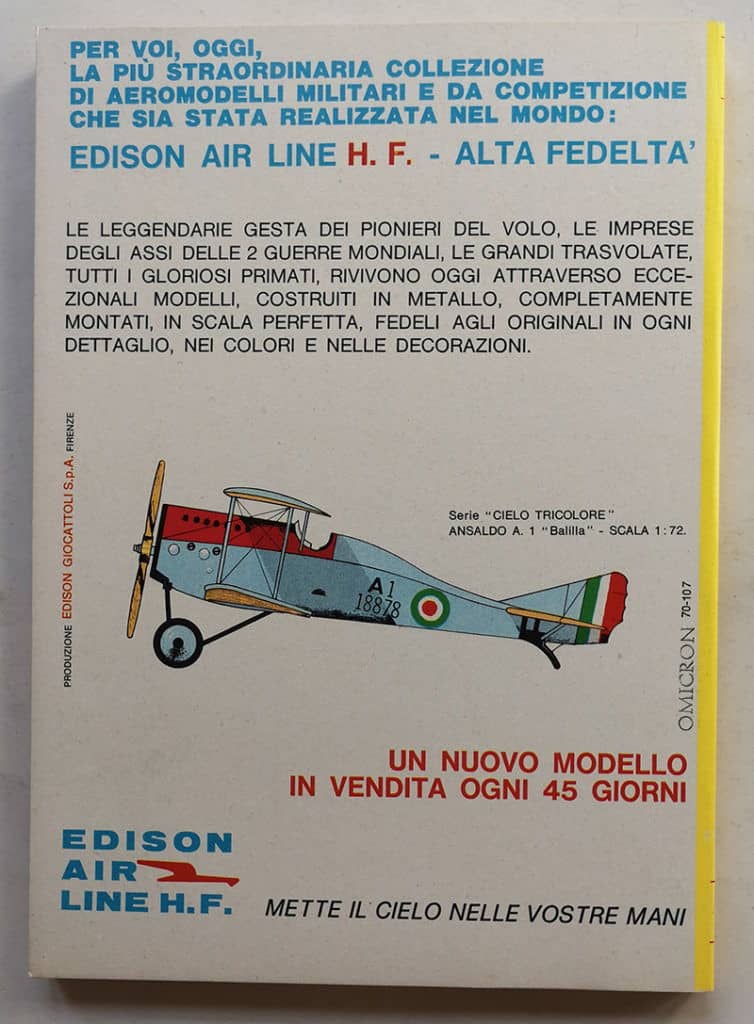 PER VOI, OGGI,
LA PIÙ STRAORDINARIA COLLEZIONE
DI AEROMODELLI MILITARI E DA COMPETIZIONE
CHE SIA STATA REALIZZATA NEL MONDO:
EDISON AIR LINE H. F. - ALTA FEDELTA'
LE LEGGENDARIE GESTA DEI PIONIERI DEL VOLO, LE IMPRESE
DEGLI ASSI DELLE 2 GUERRE MONDIALI, LE GRANDI TRASVOLATE,
TUTTI I GLORIOSI PRIMATI, RIVIVONO OGGI ATTRAVERSO ECCE-
ZIONALI MODELLI, COSTRUITI IN METALLO, COMPLETAMENTE
MONTATI, IN SCALA PERFETTA, FEDELI AGLI ORIGINALI IN OGNI
DETTAGLIO, NEI COLORI E NELLE DECORAZIONI.
PRODUZIONE EDISON GIOCATTOLI S.p.A. FIRENZE
Serie "CIELO TRICOLORE"
ANSALDO A. 1 "Balilla" - SCALA 1:72.
A1
18878
OMICRON 70-107
UN NUOVO MODELLO
IN VENDITA OGNI 45 GIORNI
EDISON
AIR
LINE H.F.
METTE IL CIELO NELLE VOSTRE MANI